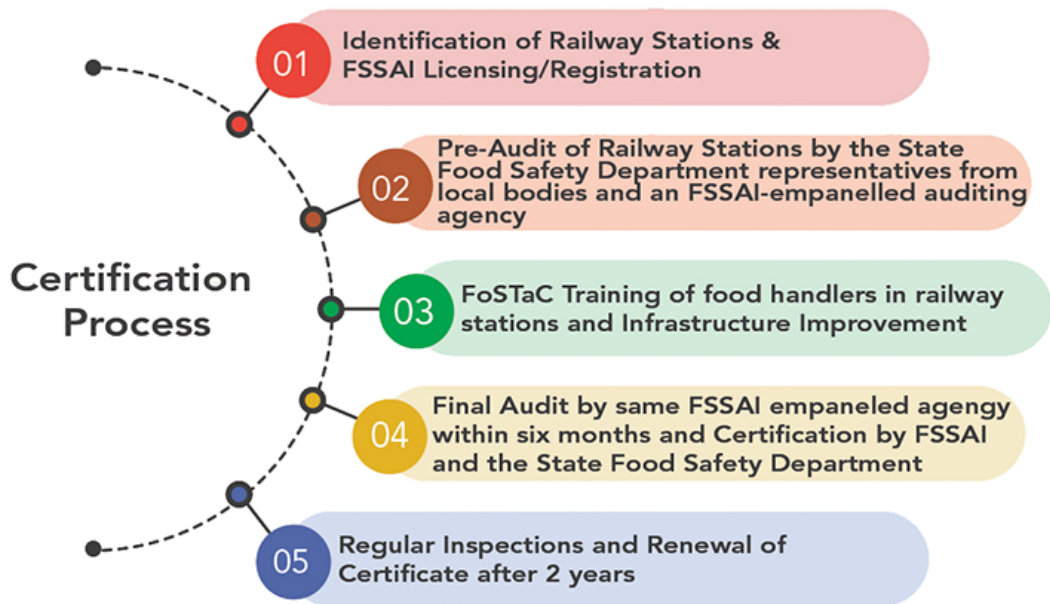 Certification
Process
01
Identification of Railway Stations &
FSSAI Licensing/Registration
02
Pre-Audit of Railway Stations by the State
Food Safety Department representatives from
local bodies and an FSSAI-empanelled auditing
agency
03
FoSTaC Training of food handlers in railway
stations and Infrastructure Improvement
04
Final Audit by same FSSAI empaneled agengy
within six months and Certification by FSSAI
and the State Food Safety Department
05
Regular Inspections and Renewal of
Certificate after 2 years